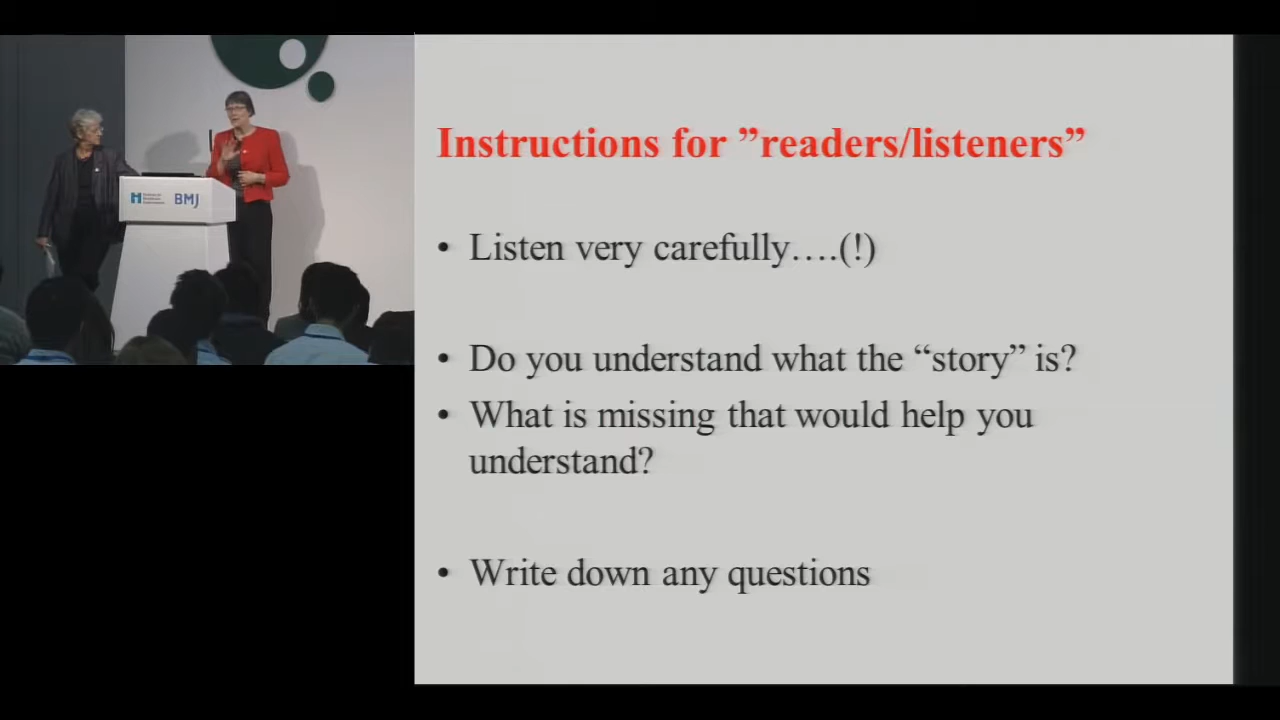 Instructions for ”readers/listeners”
• Listen very carefully….(!)
• Do you understand what the “story” is?
• What is missing that would help you
understand?
• Write down any questions
BMJ